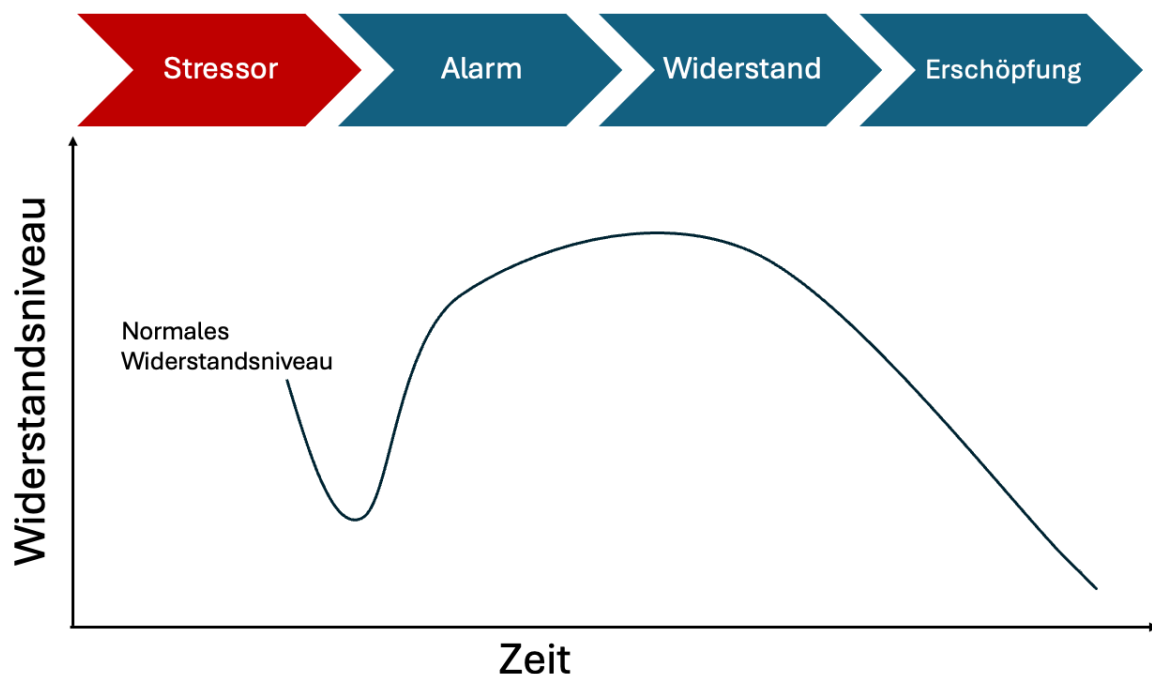 Stressor
Alarm
Widerstand
Erschöpfung
Widerstandsniveau
Normales
Widerstandsniveau
Zeit